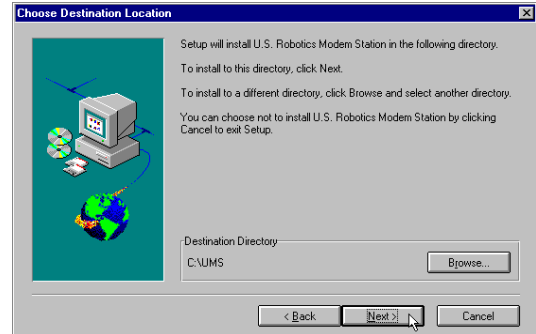 Choose Destination Location
Setup will install U.S. Robotics Modem Station in the following directory.
To install to this directory, click Next.
To install to a different directory, click Browse and select another directory.
You can choose not to install U.S. Robotics Modem Station by clicking
Cancel to exit Setup.
Destination Directory
C:\UMS
Browse...
< Back
Next >
Cancel